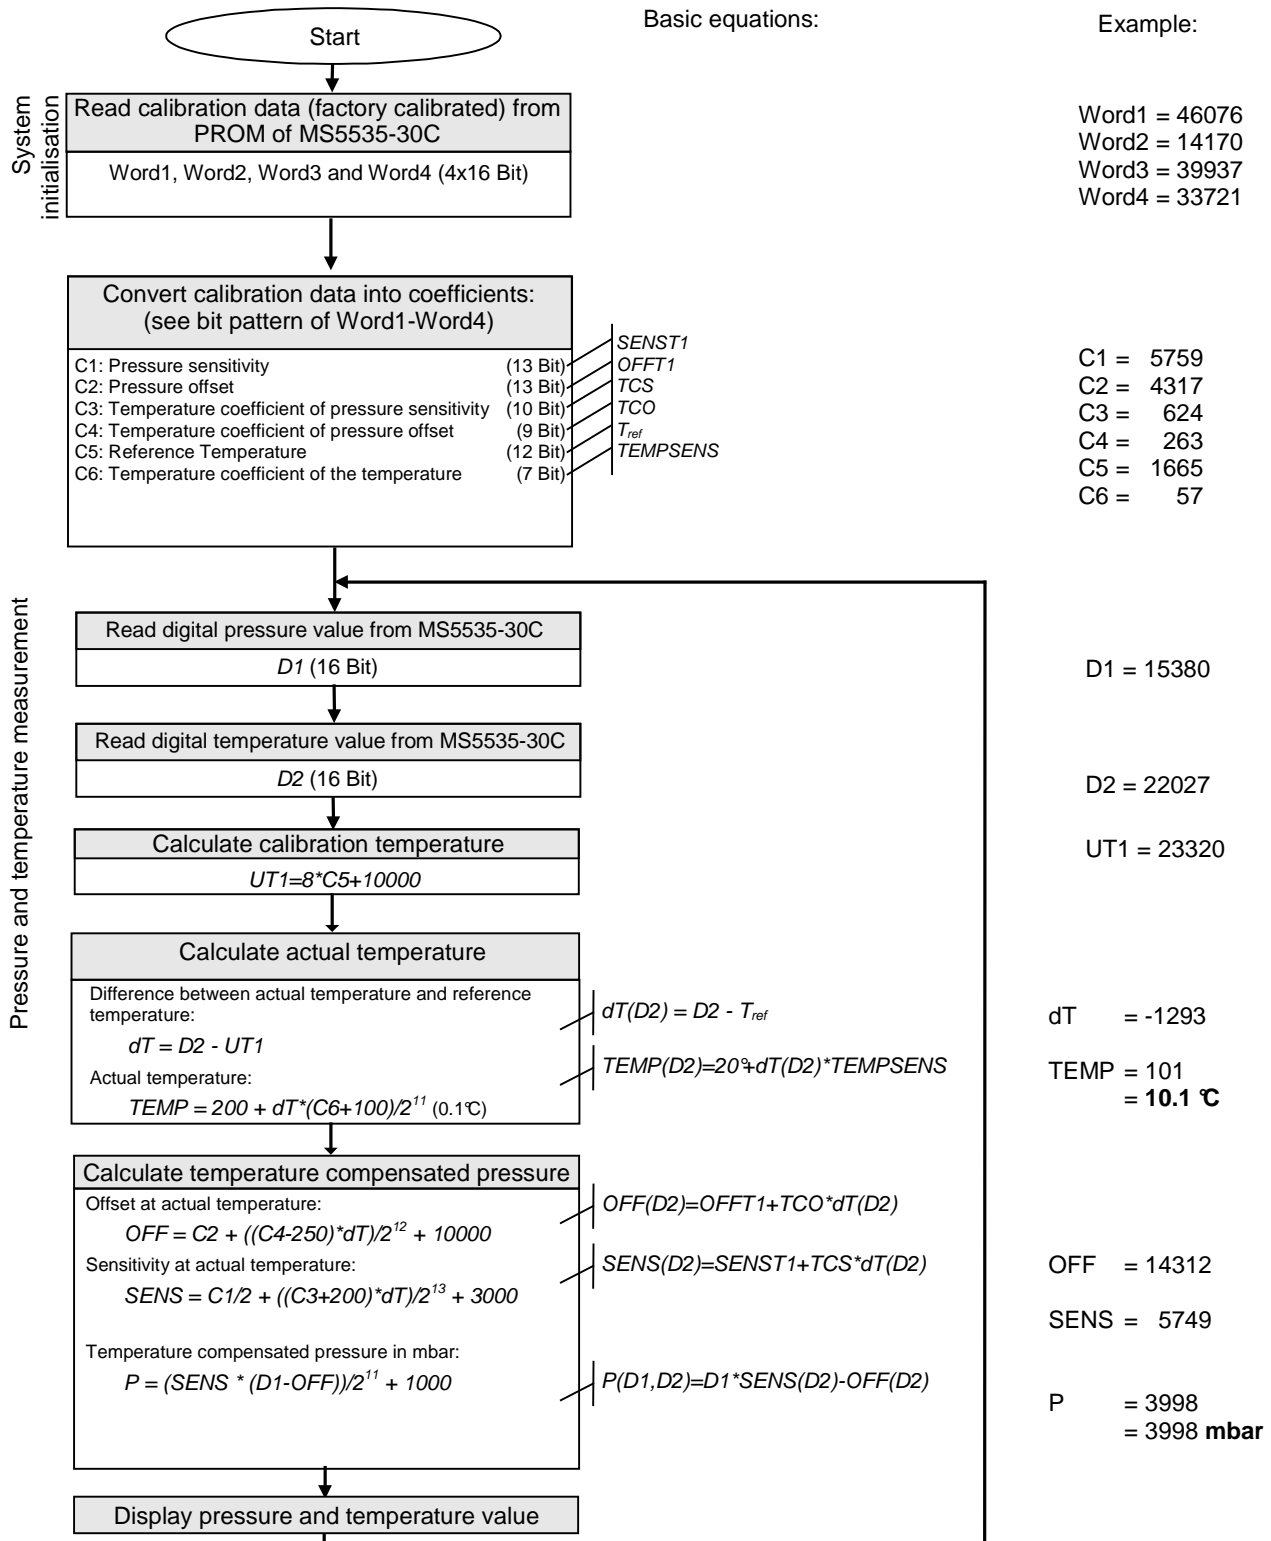 Basic equations:
Example:
Start
System
initialisation
Read calibration data (factory calibrated) from
PROM of MS5535-30C
Word1, Word2, Word3 and Word4 (4x16 Bit)
Word1 = 46076
Word2 = 14170
Word3 = 39937
Word4 = 33721
Convert calibration data into coefficients:
(see bit pattern of Word1-Word4)
C1: Pressure sensitivity (13 Bit)
C2: Pressure offset (13 Bit)
C3: Temperature coefficient of pressure sensitivity (10 Bit)
C4: Temperature coefficient of pressure offset (9 Bit)
C5: Reference Temperature (12 Bit)
C6: Temperature coefficient of the temperature (7 Bit)
SENST1
OFFT1
TCS
TCO
Tref
TEMPSENS
C1 = 5759
C2 = 4317
C3 = 624
C4 = 263
C5 = 1665
C6 = 57
Pressure and temperature measurement
Read digital pressure value from MS5535-30C
D1 (16 Bit)
D1 = 15380
Read digital temperature value from MS5535-30C
D2 (16 Bit)
D2 = 22027
Calculate calibration temperature
UT1=8*C5+10000
UT1 = 23320
Calculate actual temperature
Difference between actual temperature and reference
temperature:
dT = D2 - UT1
Actual temperature:
TEMP = 200 + dT*(C6+100)/2^11 (0.1°C)
dT(D2) = D2 - Tref
TEMP(D2)=20°+dT(D2)*TEMPSENS
dT = -1293
TEMP = 101
= 10.1 °C
Calculate temperature compensated pressure
Offset at actual temperature:
OFF = C2 + ((C4-250)*dT)/2^12 + 10000
Sensitivity at actual temperature:
SENS = C1/2 + ((C3+200)*dT)/2^13 + 3000
Temperature compensated pressure in mbar:
P = (SENS * (D1-OFF))/2^11 + 1000
OFF(D2)=OFFT1+TCO*dT(D2)
SENS(D2)=SENST1+TCS*dT(D2)
P(D1,D2)=D1*SENS(D2)-OFF(D2)
OFF = 14312
SENS = 5749
P = 3998
= 3998 mbar
Display pressure and temperature value